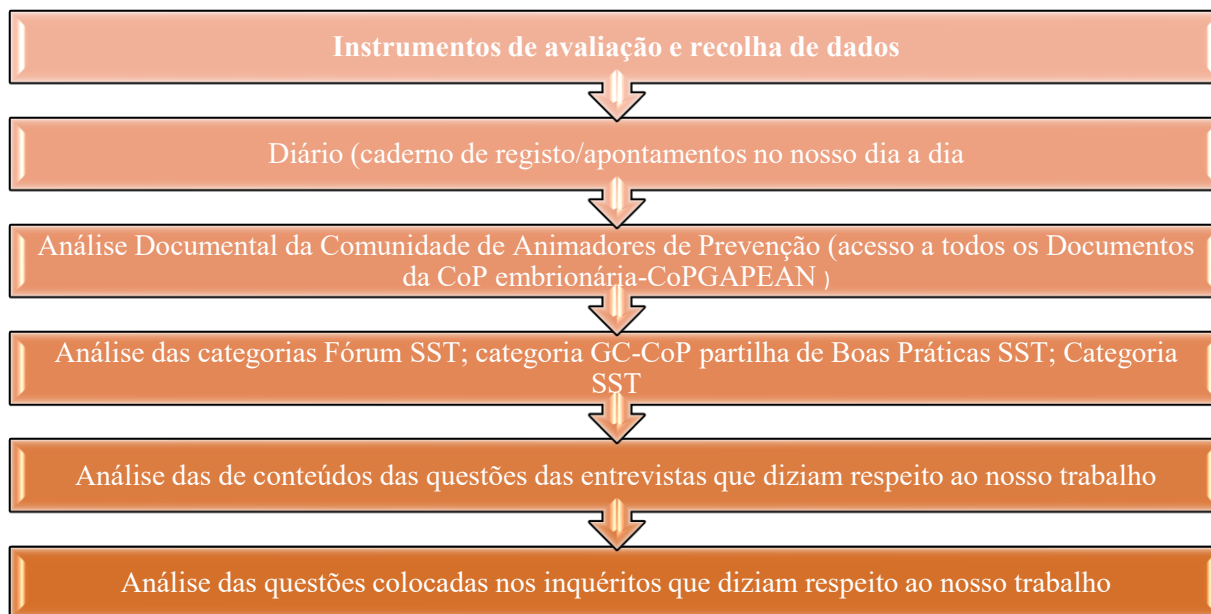 Instrumentos de avaliação e recolha de dados
Diário (caderno de registo/apontamentos no nosso dia a dia
Análise Documental da Comunidade de Animadores de Prevenção (acesso a todos os Documentos
da CoP embrionária-CoPGAPEAN )
Análise das categorias Fórum SST; categoria GC-CoP partilha de Boas Práticas SST; Categoria
SST
Análise das de conteúdos das questões das entrevistas que diziam respeito ao nosso trabalho
Análise das questões colocadas nos inquéritos que diziam respeito ao nosso trabalho